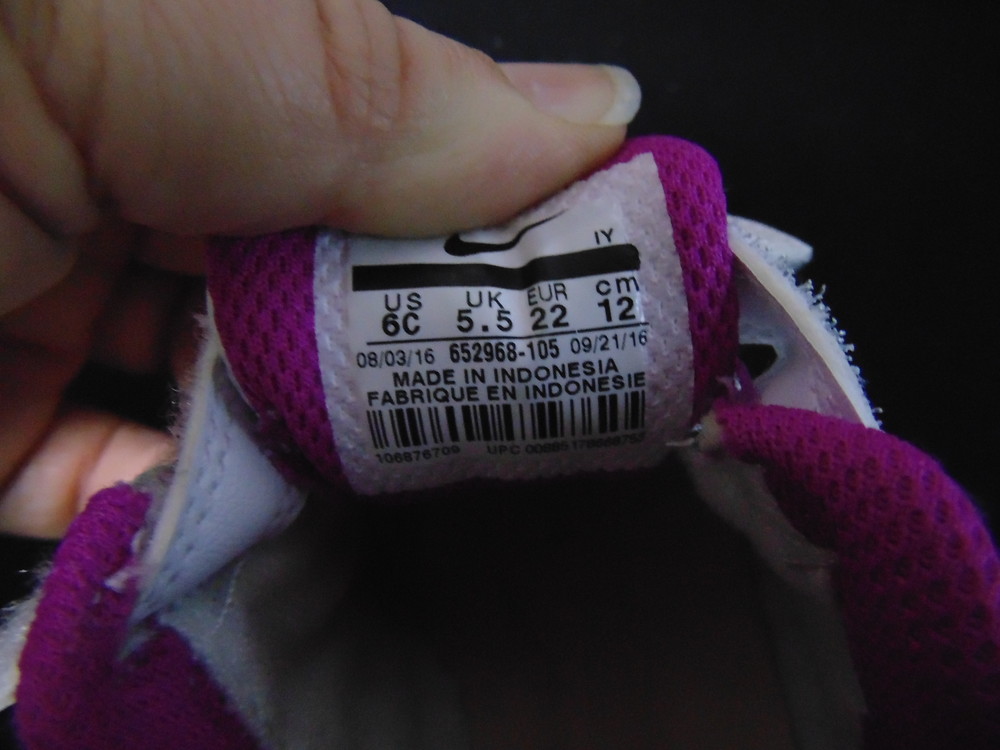 IY
US UK EUR cm
6C 5.5 22 12
08/03/16 652968-105 09/21/16
MADE IN INDONESIA
FABRIQUE EN INDONESIE
106876709 UPC